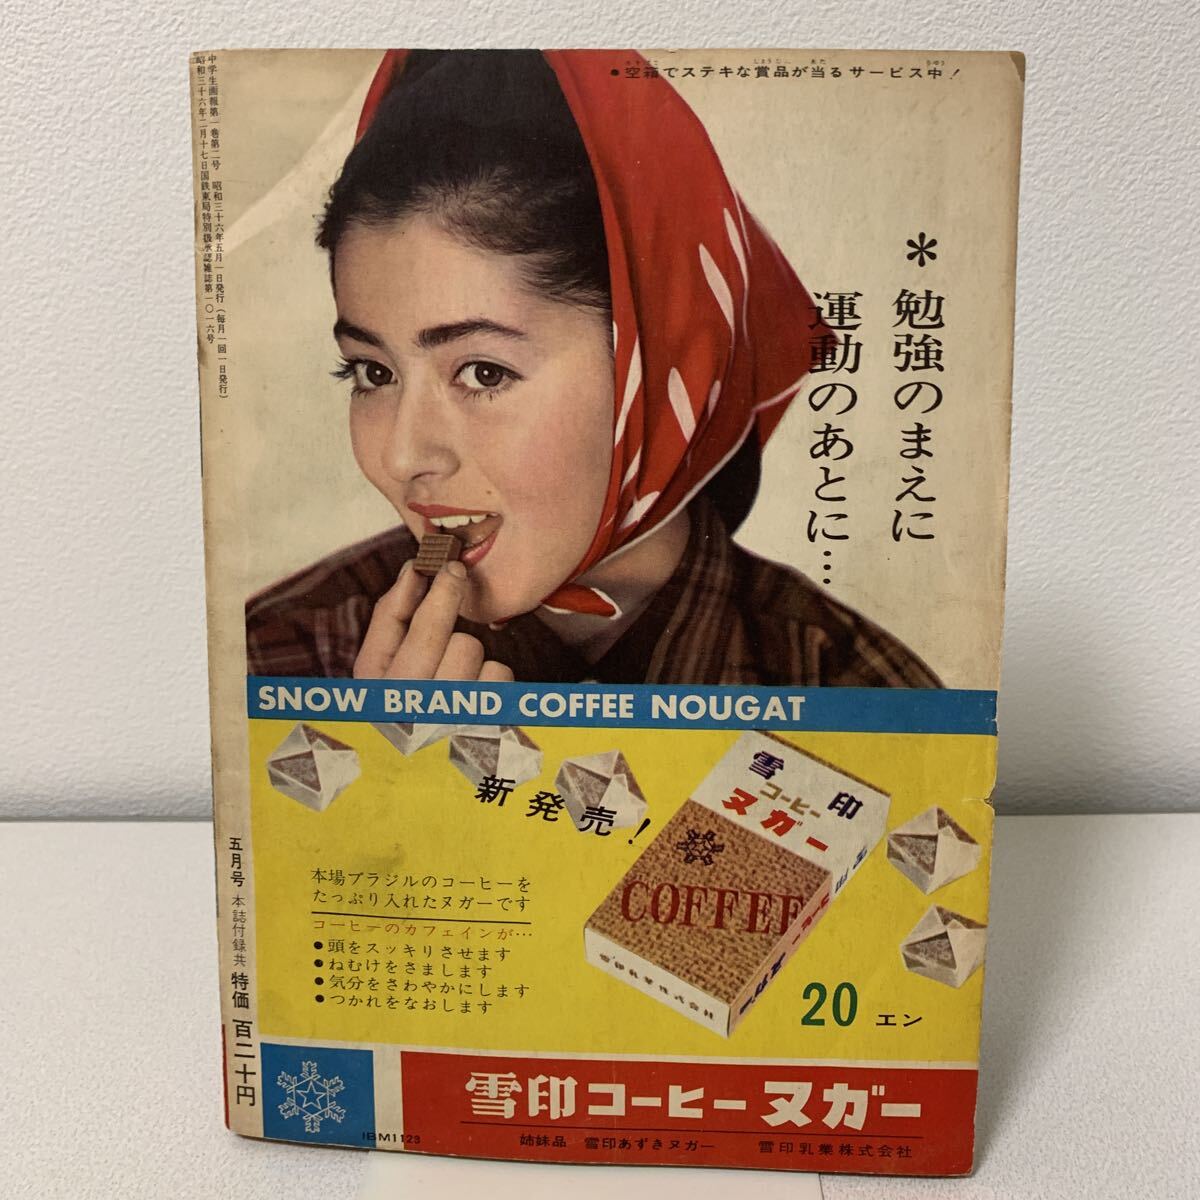 ●空箱でステキな賞品が当るサービス中!
＊勉強のまえに
運動のあとに…
中学生画報第一巻第二号 昭和三十六年五月一日発行(毎月一回一日発行)
昭和三十六年二月十七日国鉄東局特別扱承認雑誌第一〇一六号
SNOW BRAND COFFEE NOUGAT
新発売!
雪印
コーヒー
ヌガー
COFFEE
雪印乳業株式会社
本場ブラジルのコーヒーを
たっぷり入れたヌガーです
コーヒーのカフェインが…
●頭をスッキリさせます
●ねむけをさまします
●気分をさわやかにします
●つかれをなおします
20エン
五月号 本誌付録共 特価 百二十円
雪印コーヒーヌガー
IBM1123
姉妹品 雪印あずきヌガー 雪印乳業株式会社